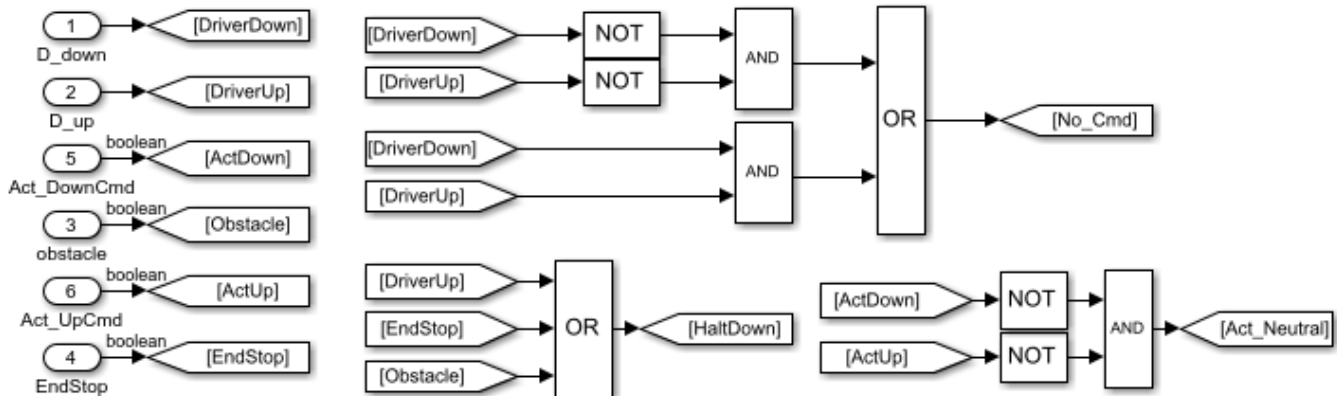 1
[DriverDown]
D_down
2
[DriverUp]
D_up
boolean
5
[ActDown]
Act_DownCmd
boolean
3
[Obstacle]
obstacle
boolean
6
[ActUp]
Act_UpCmd
boolean
4
[EndStop]
EndStop
[DriverDown]
NOT
[DriverUp]
NOT
AND
[DriverDown]
[DriverUp]
AND
OR
[No_Cmd]
[DriverUp]
[EndStop]
[Obstacle]
OR
[HaltDown]
[ActDown]
NOT
[ActUp]
NOT
AND
[Act_Neutral]